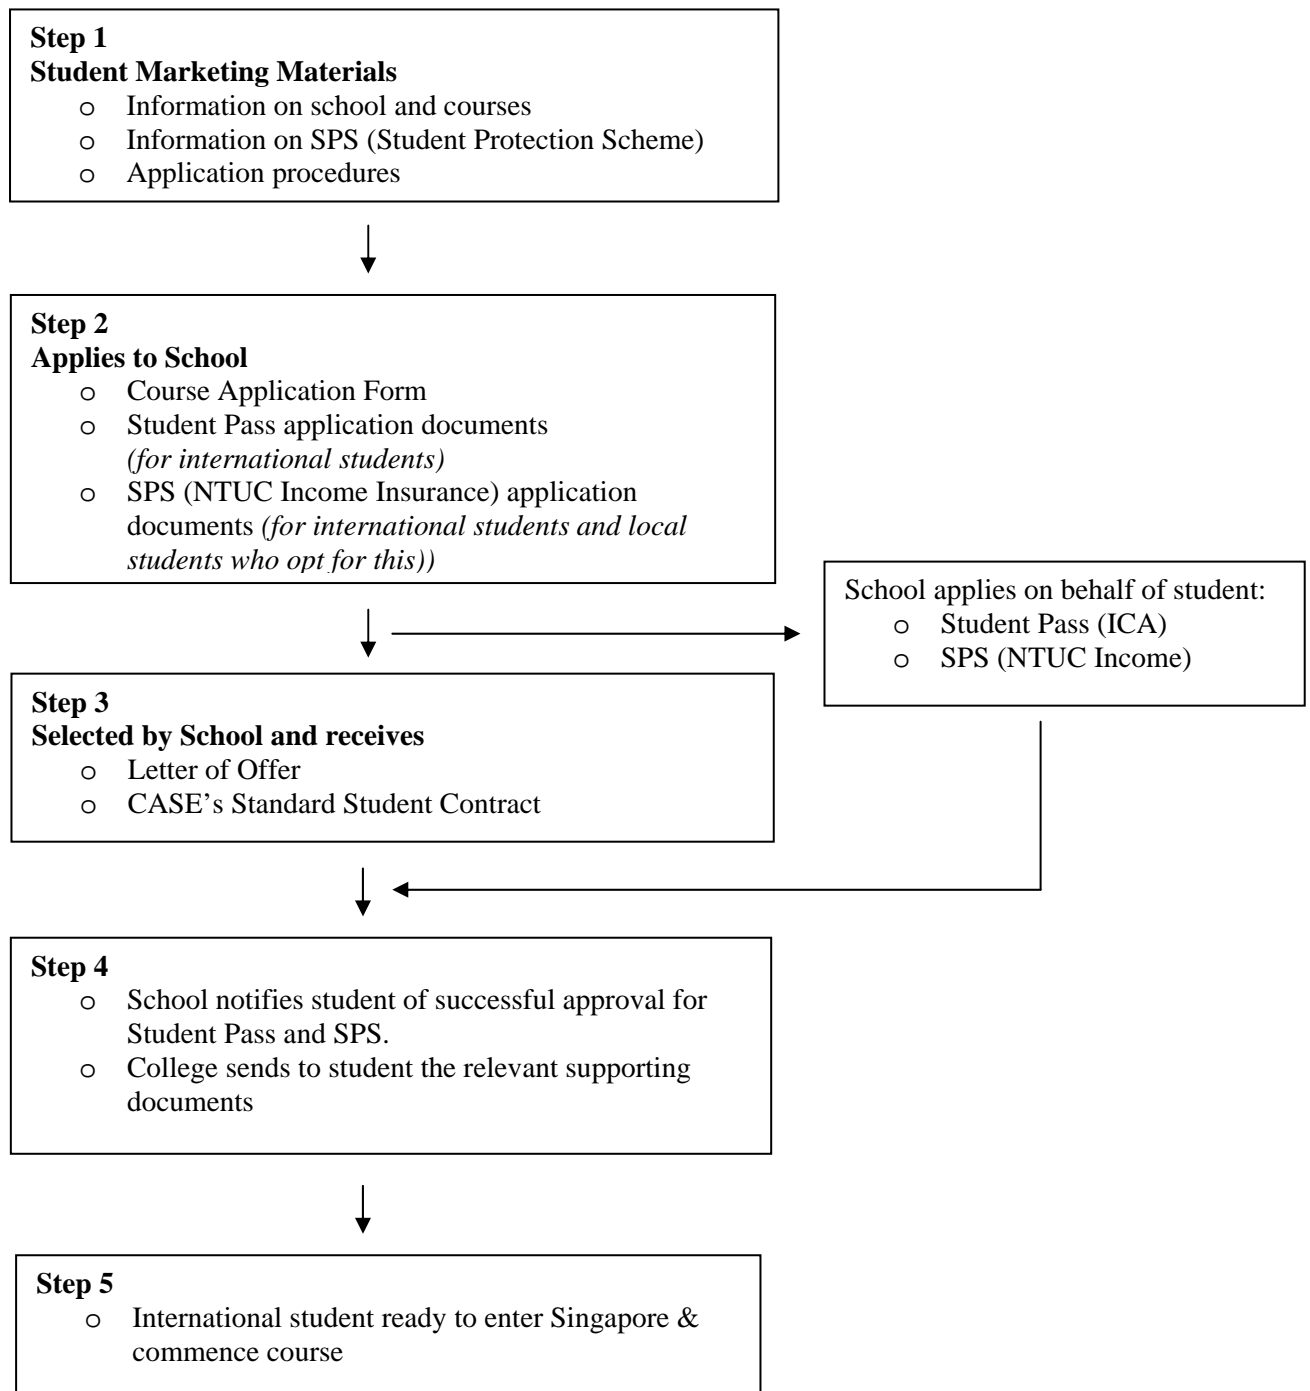 Step 1
Student Marketing Materials
o Information on school and courses
o Information on SPS (Student Protection Scheme)
o Application procedures
Step 2
Applies to School
o Course Application Form
o Student Pass application documents
(for international students)
o SPS (NTUC Income Insurance) application
documents (for international students and local
students who opt for this))
School applies on behalf of student:
o Student Pass (ICA)
o SPS (NTUC Income)
Step 3
Selected by School and receives
o Letter of Offer
o CASE’s Standard Student Contract
Step 4
o School notifies student of successful approval for
Student Pass and SPS.
o College sends to student the relevant supporting
documents
Step 5
o International student ready to enter Singapore &
commence course